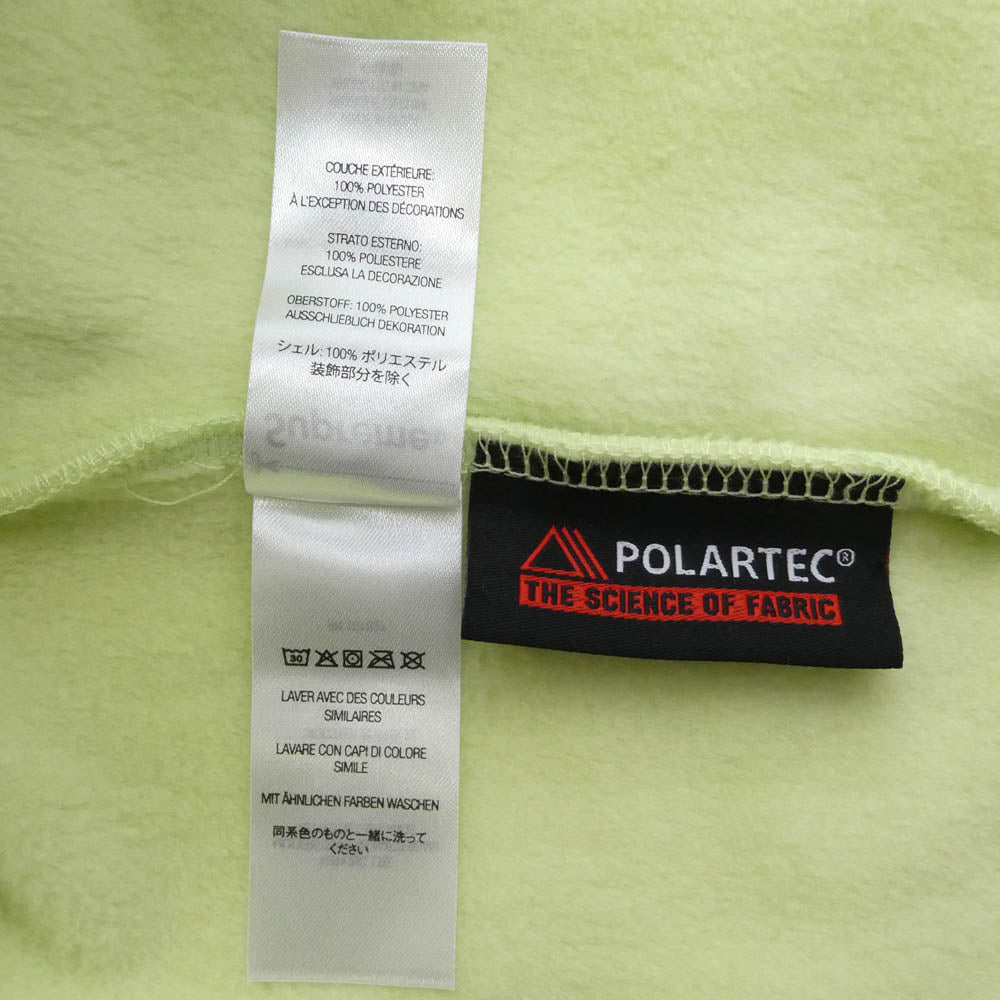 COUCHE EXTÉRIEURE:
100% POLYESTER
À L'EXCEPTION DES DÉCORATIONS
STRATO ESTERNO:
100% POLIESTERE
ESCLUSA LA DECORAZIONE
OBERSTOFF: 100% POLYESTER
AUSSCHLIEßLICH DEKORATION
シェル: 100% ポリエステル
装飾部分を除く
Supreme
POLARTEC®
THE SCIENCE OF FABRIC
30
LAVER AVEC DES COULEURS
SIMILAIRES
LAVARE CON CAPI DI COLORE
SIMILE
MIT ÄHNLICHEN FARBEN WASCHEN
同系色のものと一緒に洗って
ください